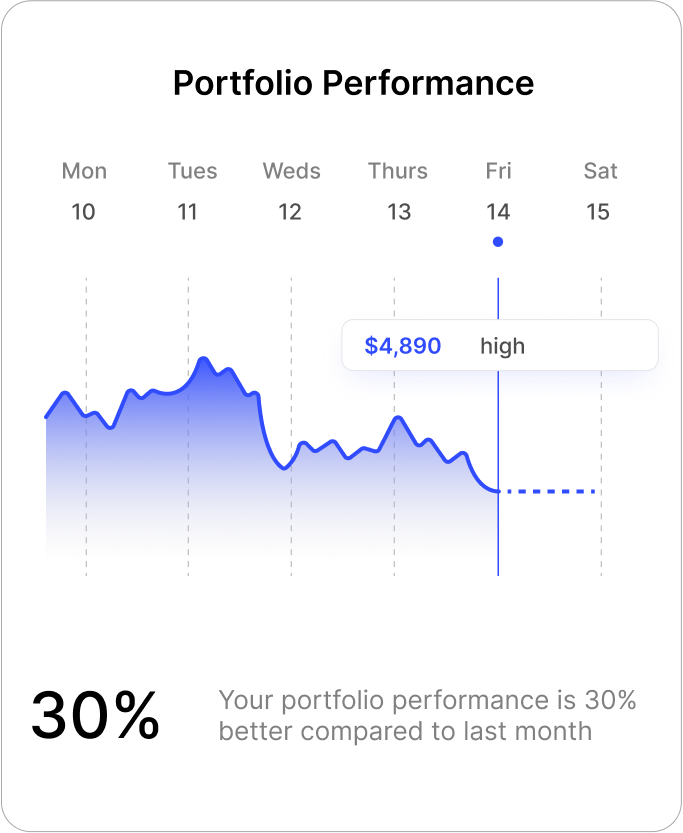 Portfolio Performance
Mon Tues Weds Thurs Fri Sat
10 11 12 13 14 15
$4,890 high
30%
Your portfolio performance is 30%
better compared to last month